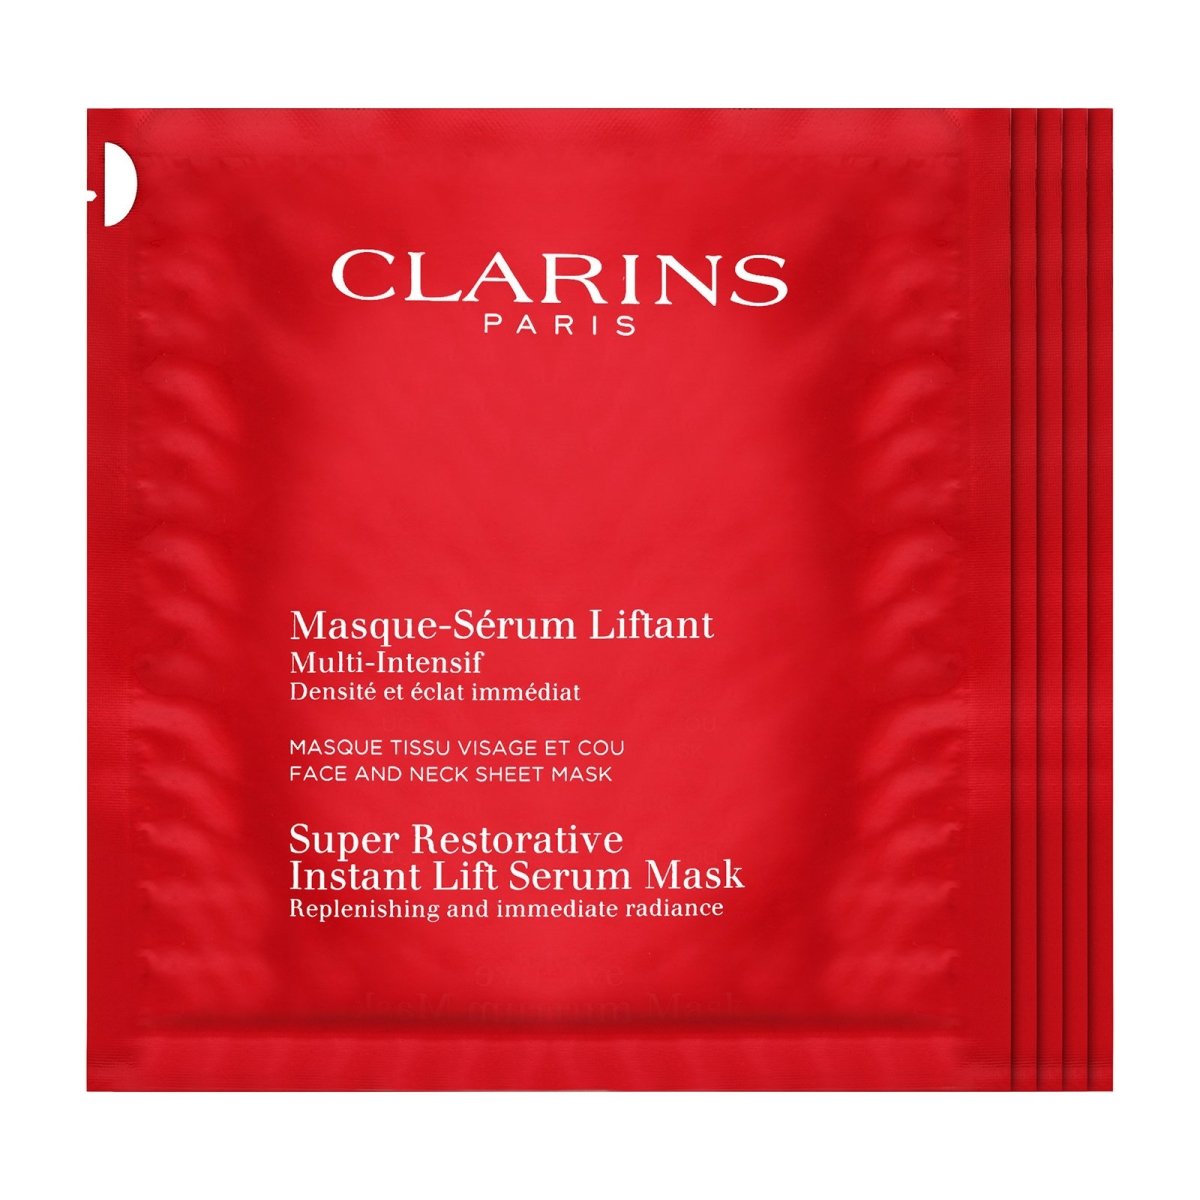 CLARINS
PARIS
Masque-Sérum Liftant
Multi-Intensif
Densité et éclat immédiat
MASQUE TISSU VISAGE ET COU
FACE AND NECK SHEET MASK
Super Restorative
Instant Lift Serum Mask
Replenishing and immediate radiance